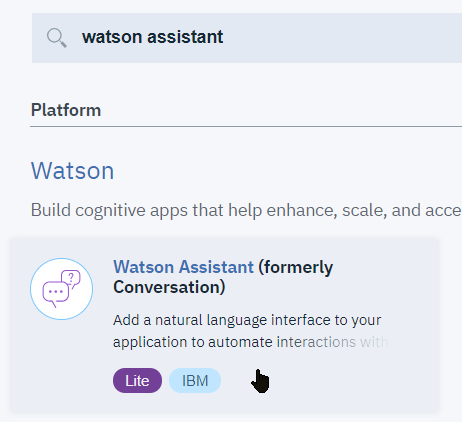 watson assistant
Platform
Watson
Build cognitive apps that help enhance, scale, and acce
?
Watson Assistant (formerly
Conversation)
Add a natural language interface to your
application to automate interactions with
Lite IBM